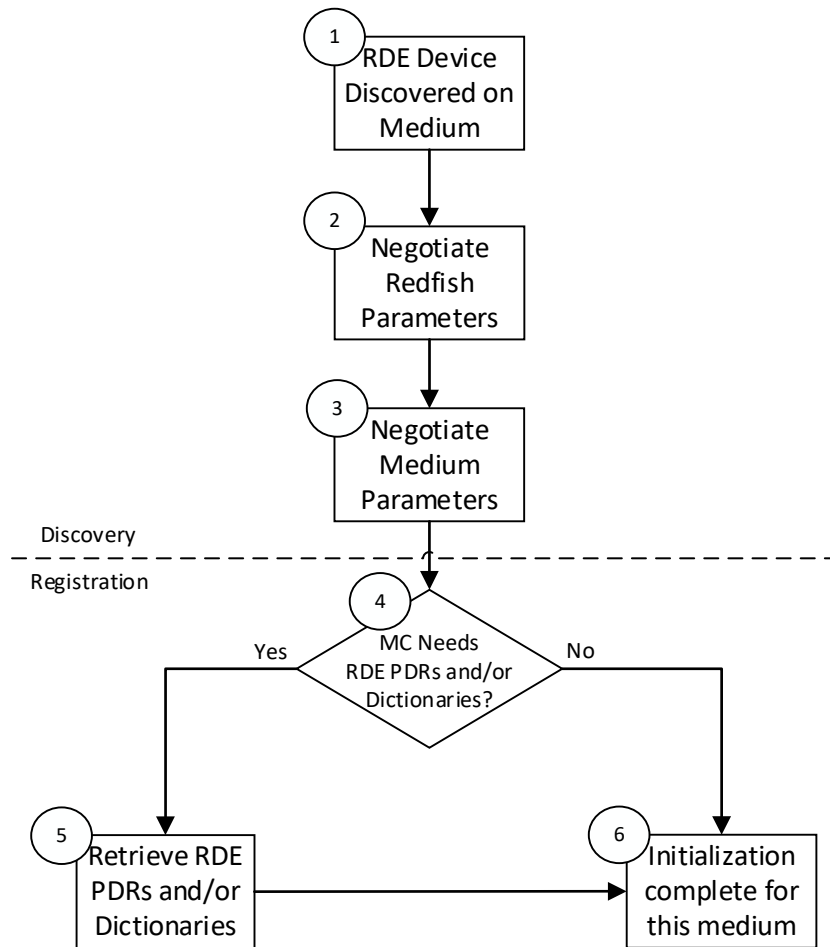 1
RDE Device
Discovered on
Medium
2
Negotiate
Redfish
Parameters
3
Negotiate
Medium
Parameters
Discovery
Registration
4
MC Needs
RDE PDRs and/or
Dictionaries?
Yes
No
5
Retrieve RDE
PDRs and/or
Dictionaries
6
Initialization
complete for
this medium